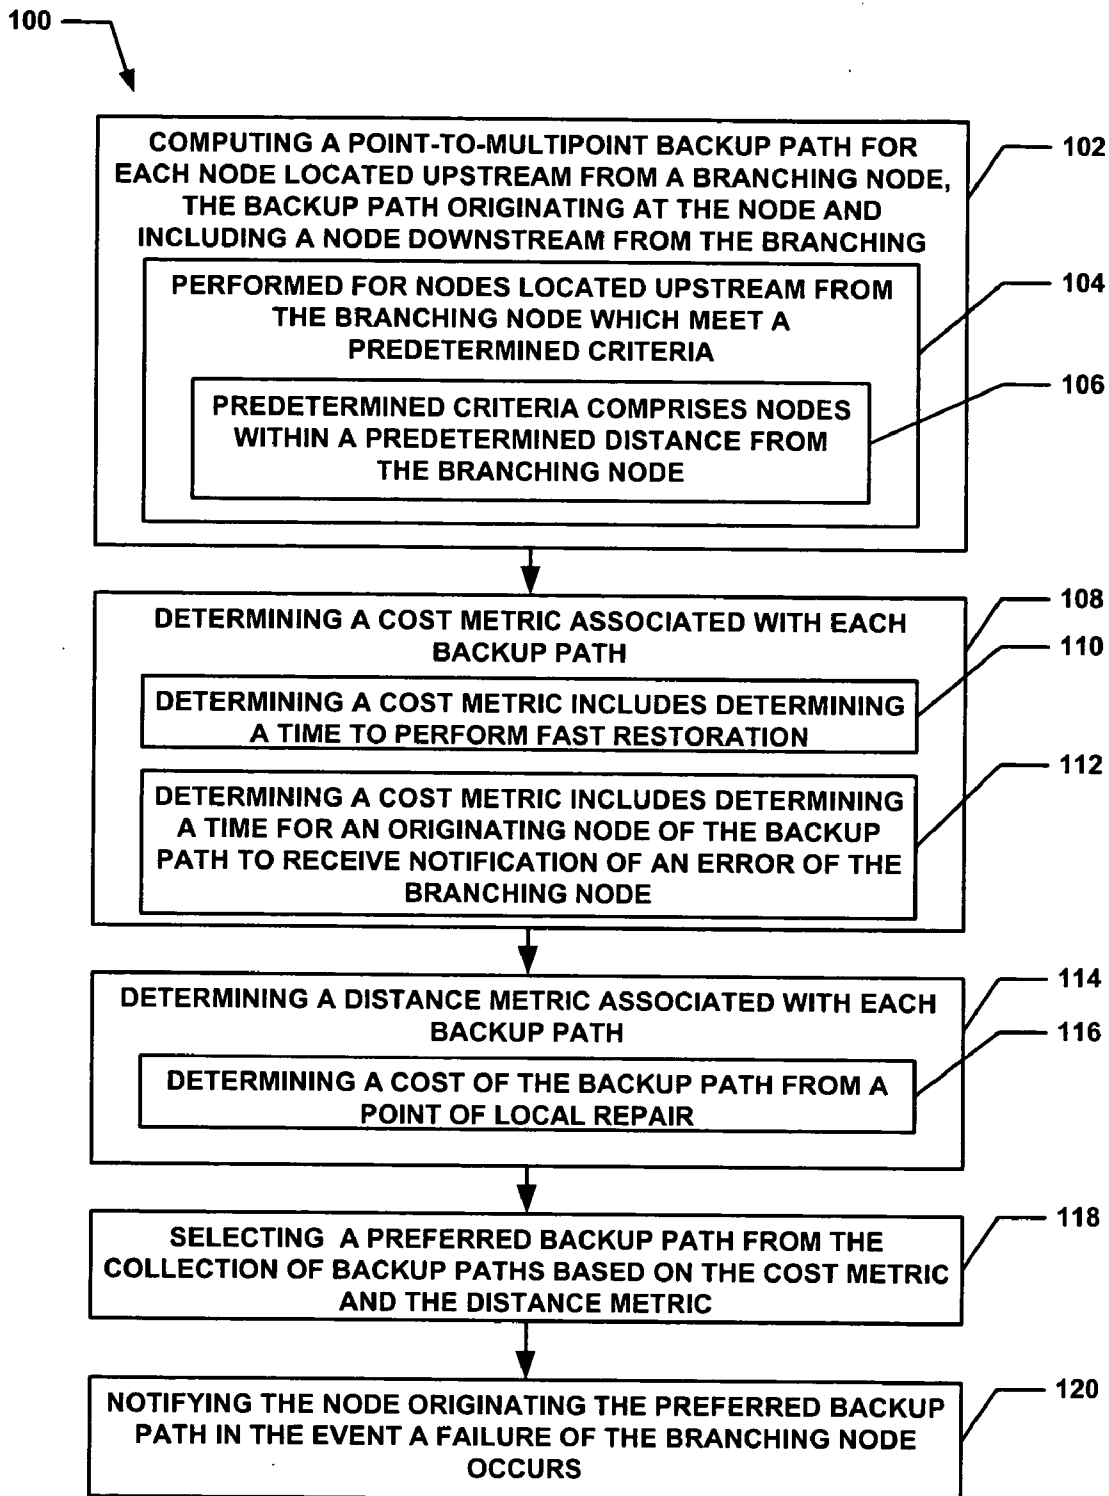 100
COMPUTING A POINT-TO-MULTIPOINT BACKUP PATH FOR
EACH NODE LOCATED UPSTREAM FROM A BRANCHING NODE,
THE BACKUP PATH ORIGINATING AT THE NODE AND
INCLUDING A NODE DOWNSTREAM FROM THE BRANCHING
102
PERFORMED FOR NODES LOCATED UPSTREAM FROM
THE BRANCHING NODE WHICH MEET A
PREDETERMINED CRITERIA
104
PREDETERMINED CRITERIA COMPRISES NODES
WITHIN A PREDETERMINED DISTANCE FROM
THE BRANCHING NODE
106
DETERMINING A COST METRIC ASSOCIATED WITH EACH
BACKUP PATH
108
DETERMINING A COST METRIC INCLUDES DETERMINING
A TIME TO PERFORM FAST RESTORATION
110
DETERMINING A COST METRIC INCLUDES DETERMINING
A TIME FOR AN ORIGINATING NODE OF THE BACKUP
PATH TO RECEIVE NOTIFICATION OF AN ERROR OF THE
BRANCHING NODE
112
DETERMINING A DISTANCE METRIC ASSOCIATED WITH EACH
BACKUP PATH
114
DETERMINING A COST OF THE BACKUP PATH FROM A
POINT OF LOCAL REPAIR
116
SELECTING A PREFERRED BACKUP PATH FROM THE
COLLECTION OF BACKUP PATHS BASED ON THE COST METRIC
AND THE DISTANCE METRIC
118
NOTIFYING THE NODE ORIGINATING THE PREFERRED BACKUP
PATH IN THE EVENT A FAILURE OF THE BRANCHING NODE
OCCURS
120